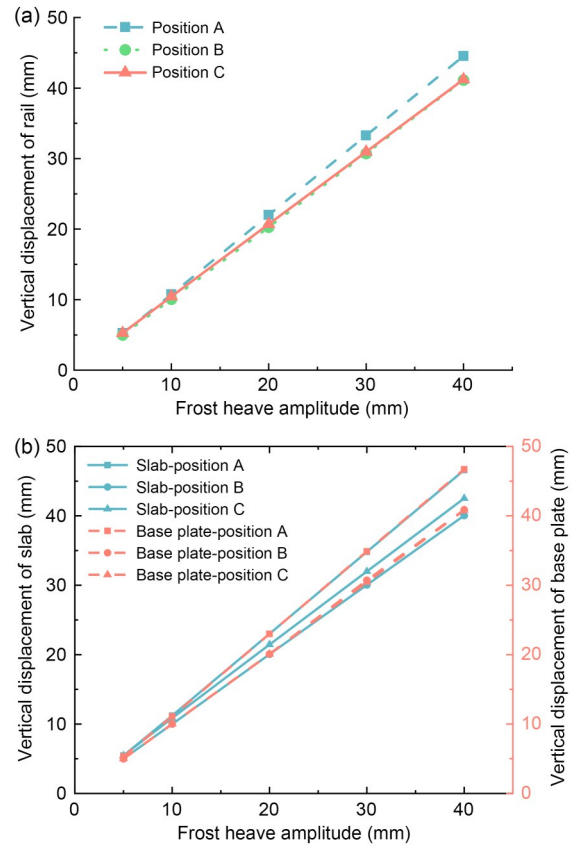 (a)
Position A
Position B
Position C
Vertical displacement of rail (mm)
50
40
30
20
10
0
0 10 20 30 40
Frost heave amplitude (mm)
(b)
Slab-position A
Slab-position B
Slab-position C
Base plate-position A
Base plate-position B
Base plate-position C
Vertical displacement of slab (mm)
50
40
30
20
10
0
Vertical displacement of base plate (mm)
50
40
30
20
10
0
0 10 20 30 40
Frost heave amplitude (mm)